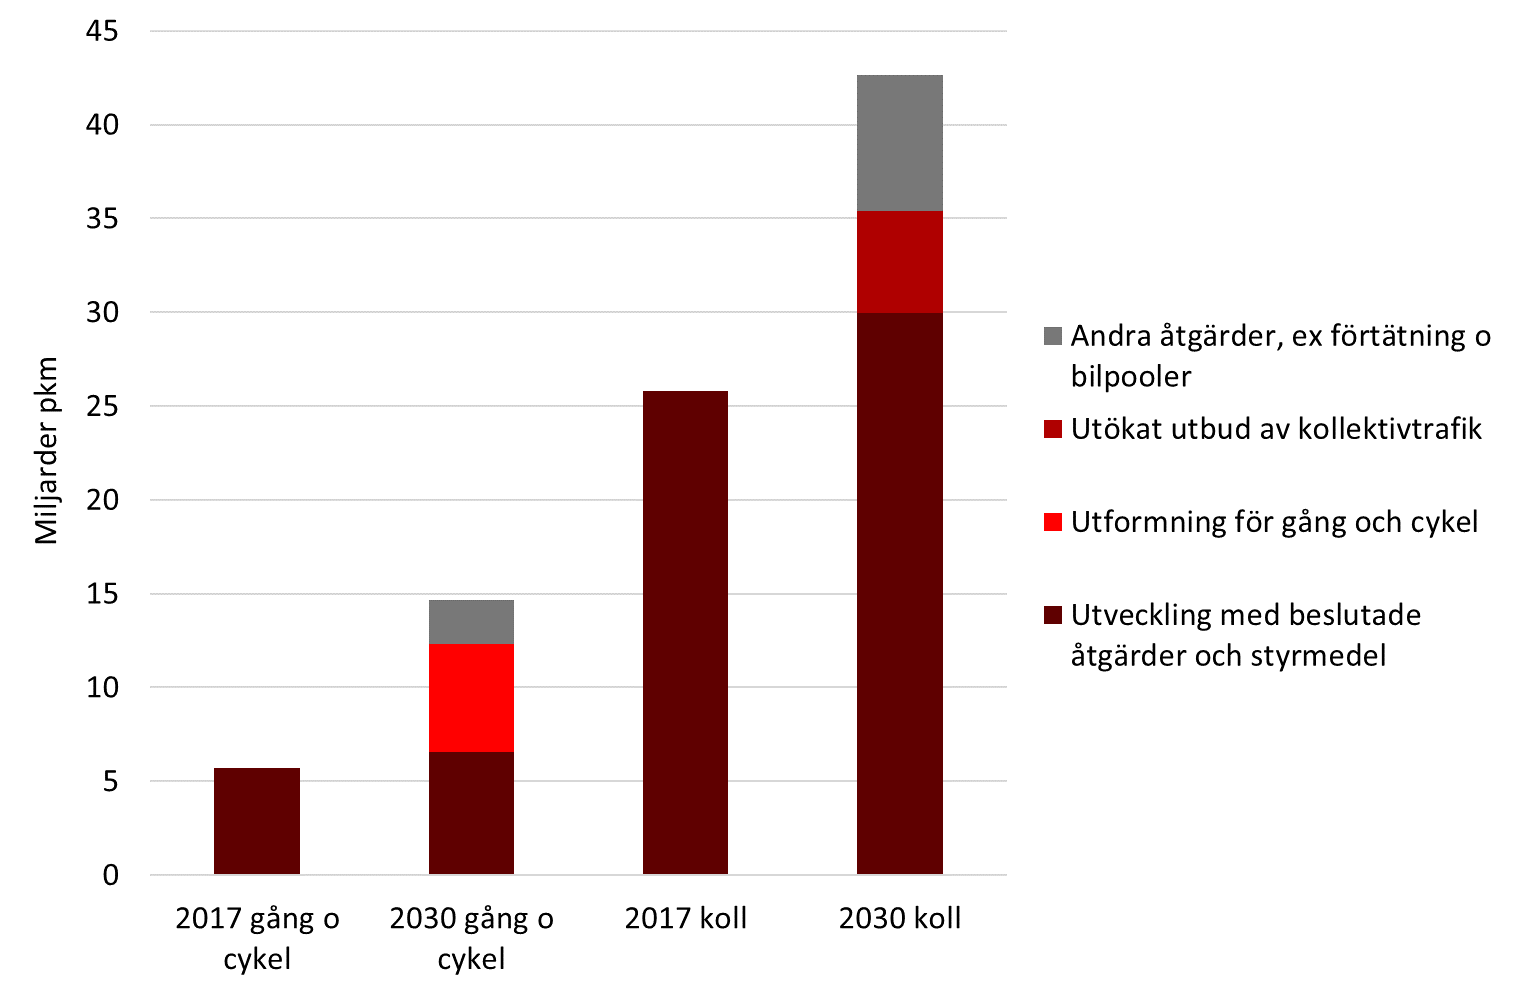 45
40
35
30
25
20
15
10
5
0
Miljarder pkm
2017 gång o
cykel
2030 gång o
cykel
2017 koll
2030 koll
Andra åtgärder, ex förtätning o
bilpooler
Utökat utbud av kollektivtrafik
Utformning för gång och cykel
Utveckling med beslutade
åtgärder och styrmedel